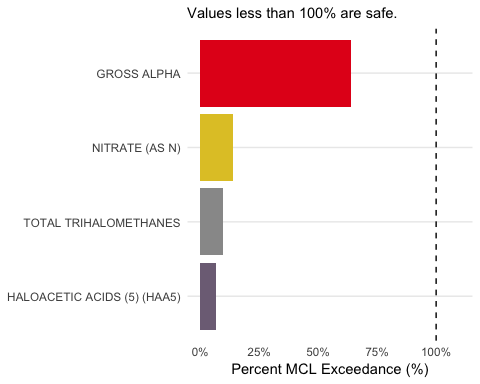 Values less than 100% are safe.
GROSS ALPHA
NITRATE (AS N)
TOTAL TRIHALOMETHANES
HALOACETIC ACIDS (5) (HAA5)
0% 25% 50% 75% 100%
Percent MCL Exceedance (%)